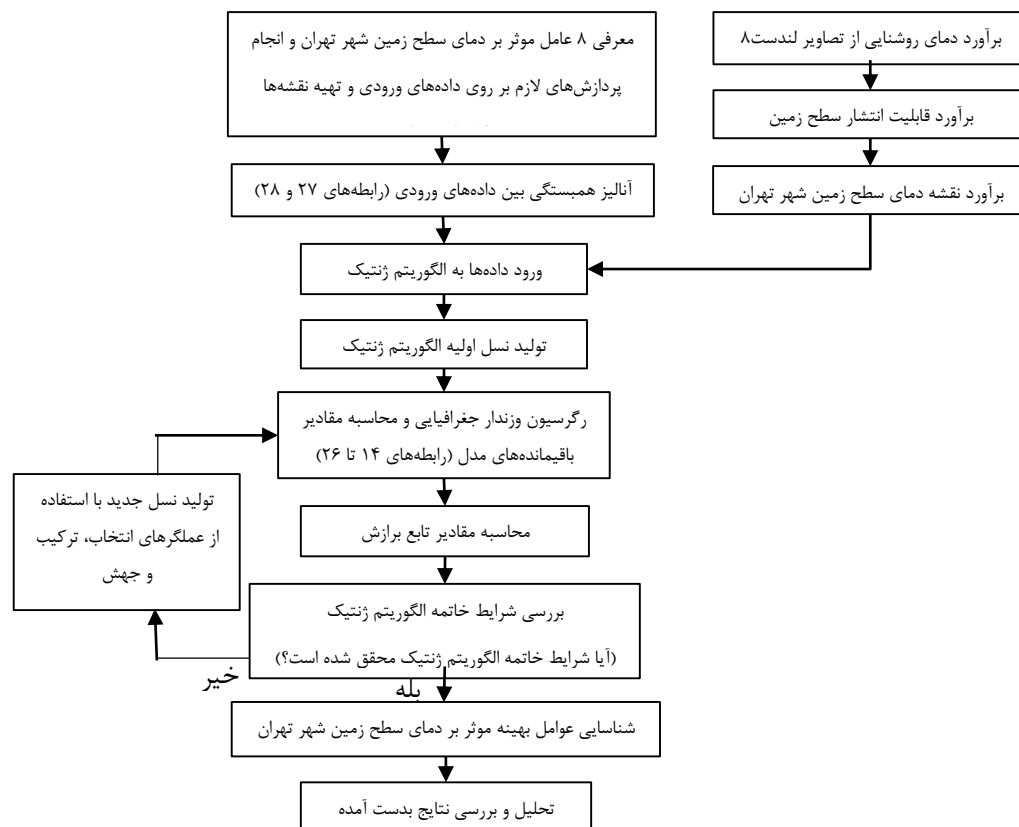 برآورد دمای روشنایی از تصاویر لندست۸
برآورد قابلیت انتشار سطح زمین
برآورد نقشه دمای سطح زمین شهر تهران
معرفی ۸ عامل موثر بر دمای سطح زمین شهر تهران و انجام
پردازش‌های لازم بر روی داده‌های ورودی و تهیه نقشه‌ها
آنالیز همبستگی بین داده‌های ورودی (رابطه‌های ۲۷ و ۲۸)
ورود داده‌ها به الگوریتم ژنتیک
تولید نسل اولیه الگوریتم ژنتیک
رگرسیون وزندار جغرافیایی و محاسبه مقادیر
باقیمانده‌های مدل (رابطه‌های ۱۴ تا ۲۶)
محاسبه مقادیر تابع برازش
بررسی شرایط خاتمه الگوریتم ژنتیک
(آیا شرایط خاتمه الگوریتم ژنتیک محقق شده است؟)
خیر
تولید نسل جدید با استفاده
از عملگرهای انتخاب، ترکیب
و جهش
بله
شناسایی عوامل بهینه موثر بر دمای سطح زمین شهر تهران
تحلیل و بررسی نتایج بدست آمده